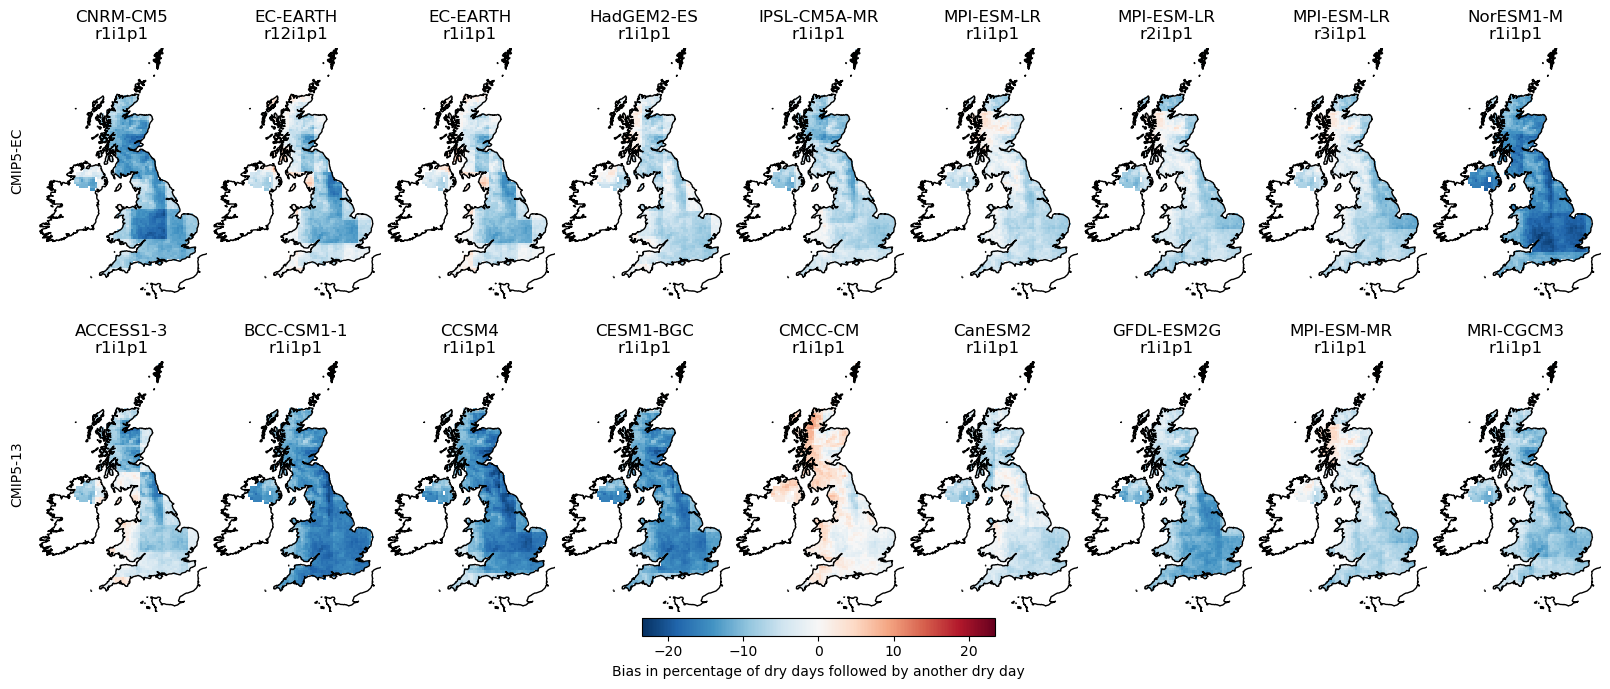 CNRM-CM5
r1i1p1
EC-EARTH
r12i1p1
EC-EARTH
r1i1p1
HadGEM2-ES
r1i1p1
IPSL-CM5A-MR
r1i1p1
MPI-ESM-LR
r1i1p1
MPI-ESM-LR
r2i1p1
MPI-ESM-LR
r3i1p1
NorESM1-M
r1i1p1
CMIP5-EC
ACCESS1-3
r1i1p1
BCC-CSM1-1
r1i1p1
CCSM4
r1i1p1
CESM1-BGC
r1i1p1
CMCC-CM
r1i1p1
CanESM2
r1i1p1
GFDL-ESM2G
r1i1p1
MPI-ESM-MR
r1i1p1
MRI-CGCM3
r1i1p1
CMIP5-13
−20 −10 0 10 20
Bias in percentage of dry days followed by another dry day